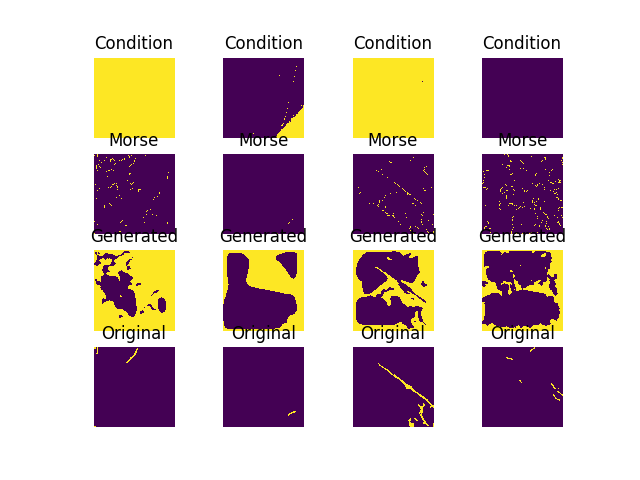 Condition Condition Condition Condition
Morse Morse Morse Morse
Generated Generated Generated Generated
Original Original Original Original